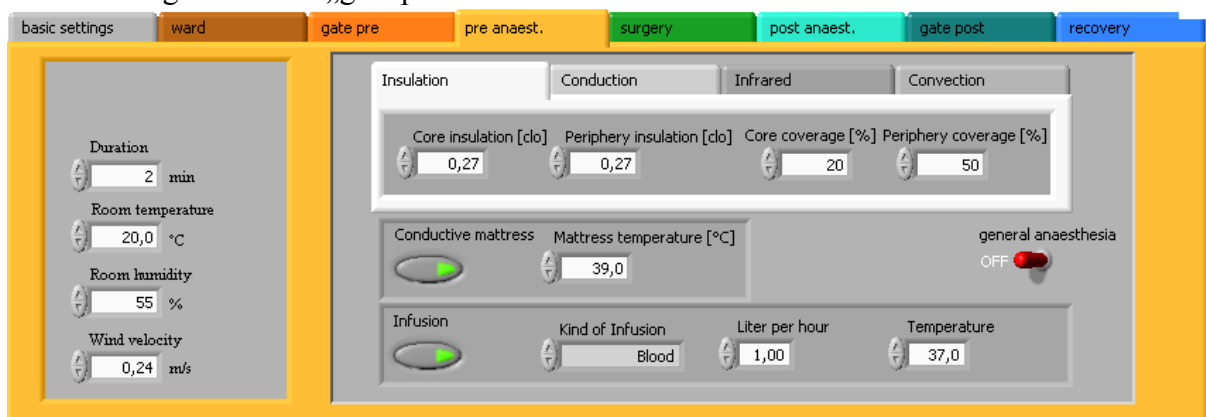 basic settings ward gate pre pre anaest. surgery post anaest. gate post recovery
Insulation Conduction Infrared Convection
Core insulation [clo] Periphery insulation [clo] Core coverage [%] Periphery coverage [%]
0,27 0,27 20 50
Duration
2 min
Room temperature
20,0 °C
Room humidity
55 %
Wind velocity
0,24 m/s
Conductive mattress Mattress temperature [°C]
39,0
general anaesthesia
OFF
Infusion Kind of Infusion Liter per hour Temperature
Blood 1,00 37,0